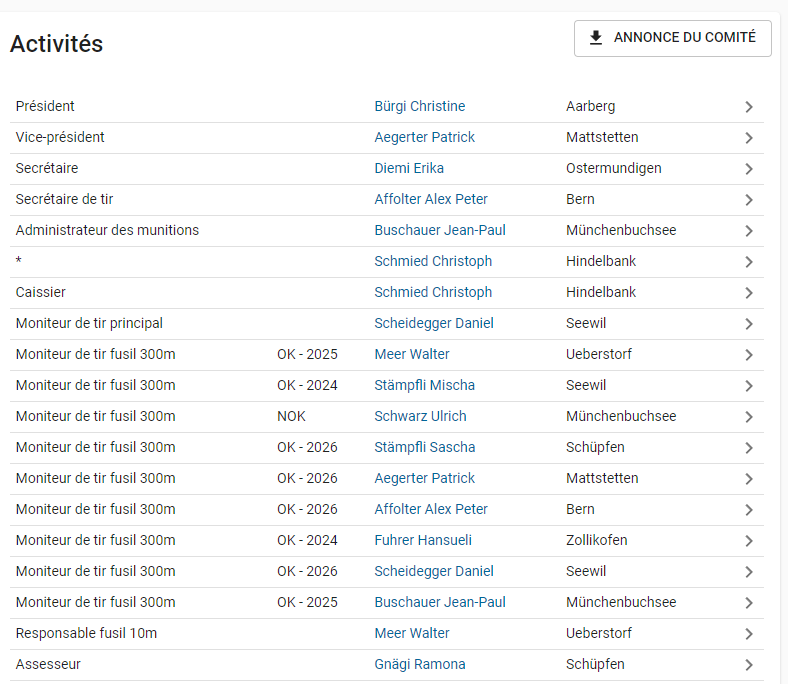 Activités
ANNONCE DU COMITÉ
Président Bürgi Christine Aarberg
Vice-président Aegerter Patrick Mattstetten
Secrétaire Diemi Erika Ostermundigen
Secrétaire de tir Affolter Alex Peter Bern
Administrateur des munitions Buschauer Jean-Paul Münchenbuchsee
* Schmied Christoph Hindelbank
Caissier Schmied Christoph Hindelbank
Moniteur de tir principal Scheidegger Daniel Seewil
Moniteur de tir fusil 300m OK - 2025 Meer Walter Ueberstorf
Moniteur de tir fusil 300m OK - 2024 Stämpfli Mischa Seewil
Moniteur de tir fusil 300m NOK Schwarz Ulrich Münchenbuchsee
Moniteur de tir fusil 300m OK - 2026 Stämpfli Sascha Schüpfen
Moniteur de tir fusil 300m OK - 2026 Aegerter Patrick Mattstetten
Moniteur de tir fusil 300m OK - 2026 Affolter Alex Peter Bern
Moniteur de tir fusil 300m OK - 2024 Fuhrer Hansueli Zollikofen
Moniteur de tir fusil 300m OK - 2026 Scheidegger Daniel Seewil
Moniteur de tir fusil 300m OK - 2025 Buschauer Jean-Paul Münchenbuchsee
Responsable fusil 10m Meer Walter Ueberstorf
Assesseur Gnägi Ramona Schüpfen